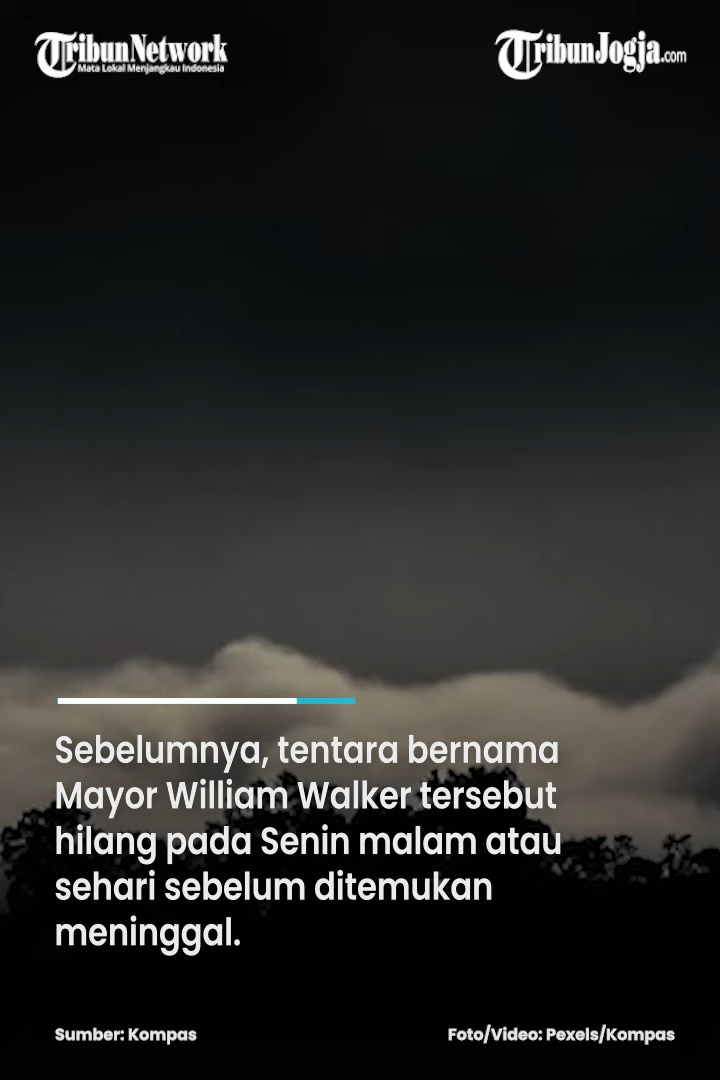 TribunNetwork
Mata Lokal Menjangkau Indonesia
TribunJogja.com
Sebelumnya, tentara bernama
Mayor William Walker tersebut
hilang pada Senin malam atau
sehari sebelum ditemukan
meninggal.
Sumber: Kompas
Foto/Video: Pexels/Kompas